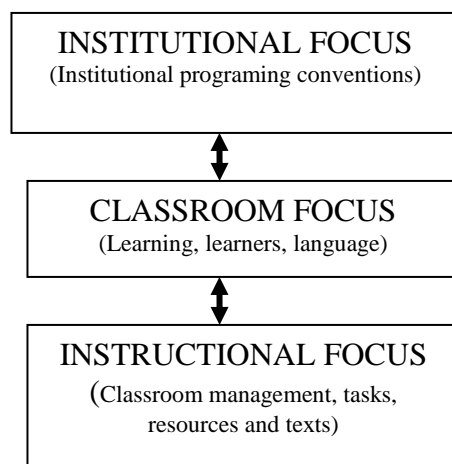 INSTITUTIONAL FOCUS
(Institutional programing conventions)
CLASSROOM FOCUS
(Learning, learners, language)
INSTRUCTIONAL FOCUS
(Classroom management, tasks,
resources and texts)